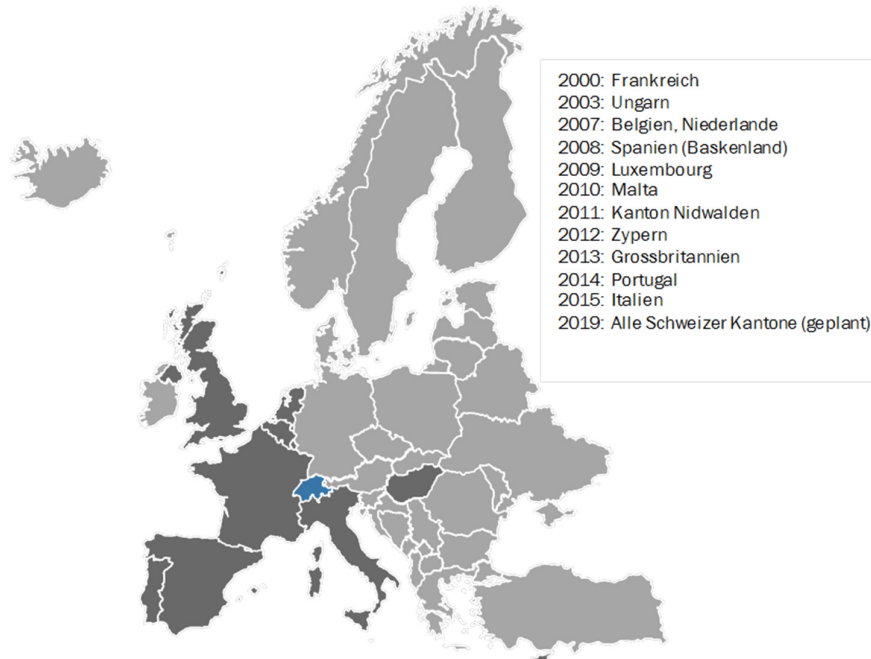 2000: Frankreich
2003: Ungarn
2007: Belgien, Niederlande
2008: Spanien (Baskenland)
2009: Luxembourg
2010: Malta
2011: Kanton Nidwalden
2012: Zypern
2013: Grossbritannien
2014: Portugal
2015: Italien
2019: Alle Schweizer Kantone (geplant)